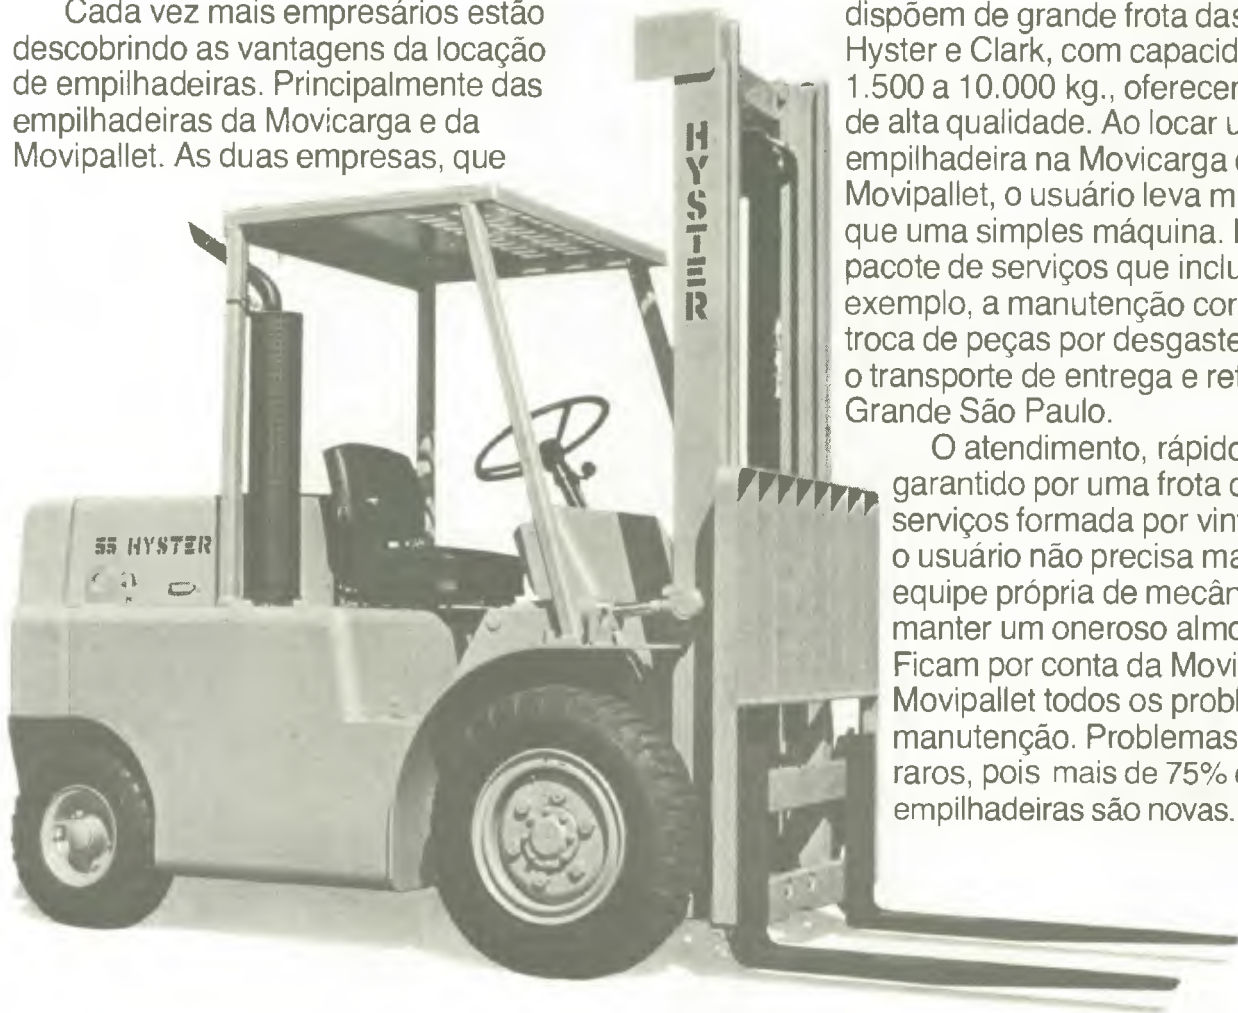 Cada vez mais empresários estão
descobrindo as vantagens da locação
de empilhadeiras. Principalmente das
empilhadeiras da Movicarga e da
Movipallet. As duas empresas, que
dispõem de grande frota das
Hyster e Clark, com capacid
1.500 a 10.000 kg., oferecer
de alta qualidade. Ao locar u
empilhadeira na Movicarga
Movipallet, o usuário leva m
que uma simples máquina.
pacote de serviços que inclu
exemplo, a manutenção cor
troca de peças por desgaste
o transporte de entrega e ret
Grande São Paulo.
O atendimento, rápido
garantido por uma frota
serviços formada por vin
o usuário não precisa ma
equipe própria de mecân
manter um oneroso almo
Ficam por conta da Movi
Movipallet todos os probl
manutenção. Problemas
raros, pois mais de 75%
empilhadeiras são novas.
HYSTER
55 HYSTER